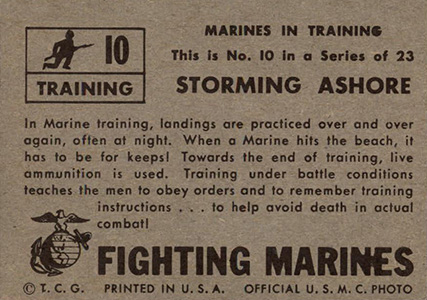 10
TRAINING
MARINES IN TRAINING
This is No. 10 in a Series of 23
STORMING ASHORE
In Marine training, landings are practiced over and over
again, often at night. When a Marine hits the beach, it
has to be for keeps! Towards the end of training, live
ammunition is used. Training under battle conditions
teaches the men to obey orders and to remember training
instructions . . . to help avoid death in actual
combat!
FIGHTING MARINES
© T. C. G. PRINTED IN U. S. A. OFFICIAL U. S. M. C. PHOTO